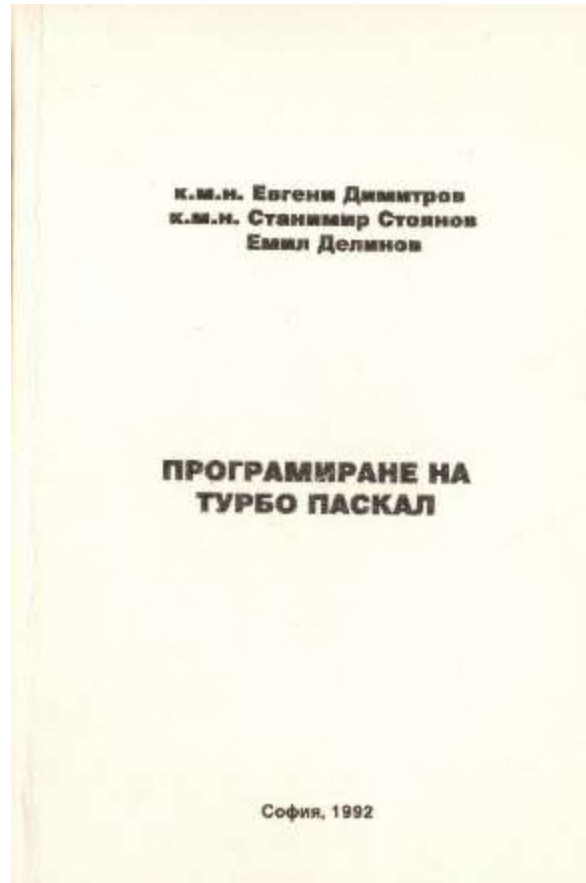 к.м.н. Евгени Димитров
к.м.н. Станимир Стоянов
Емил Делинов
ПРОГРАМИРАНЕ НА
ТУРБО ПАСКАЛ
София, 1992